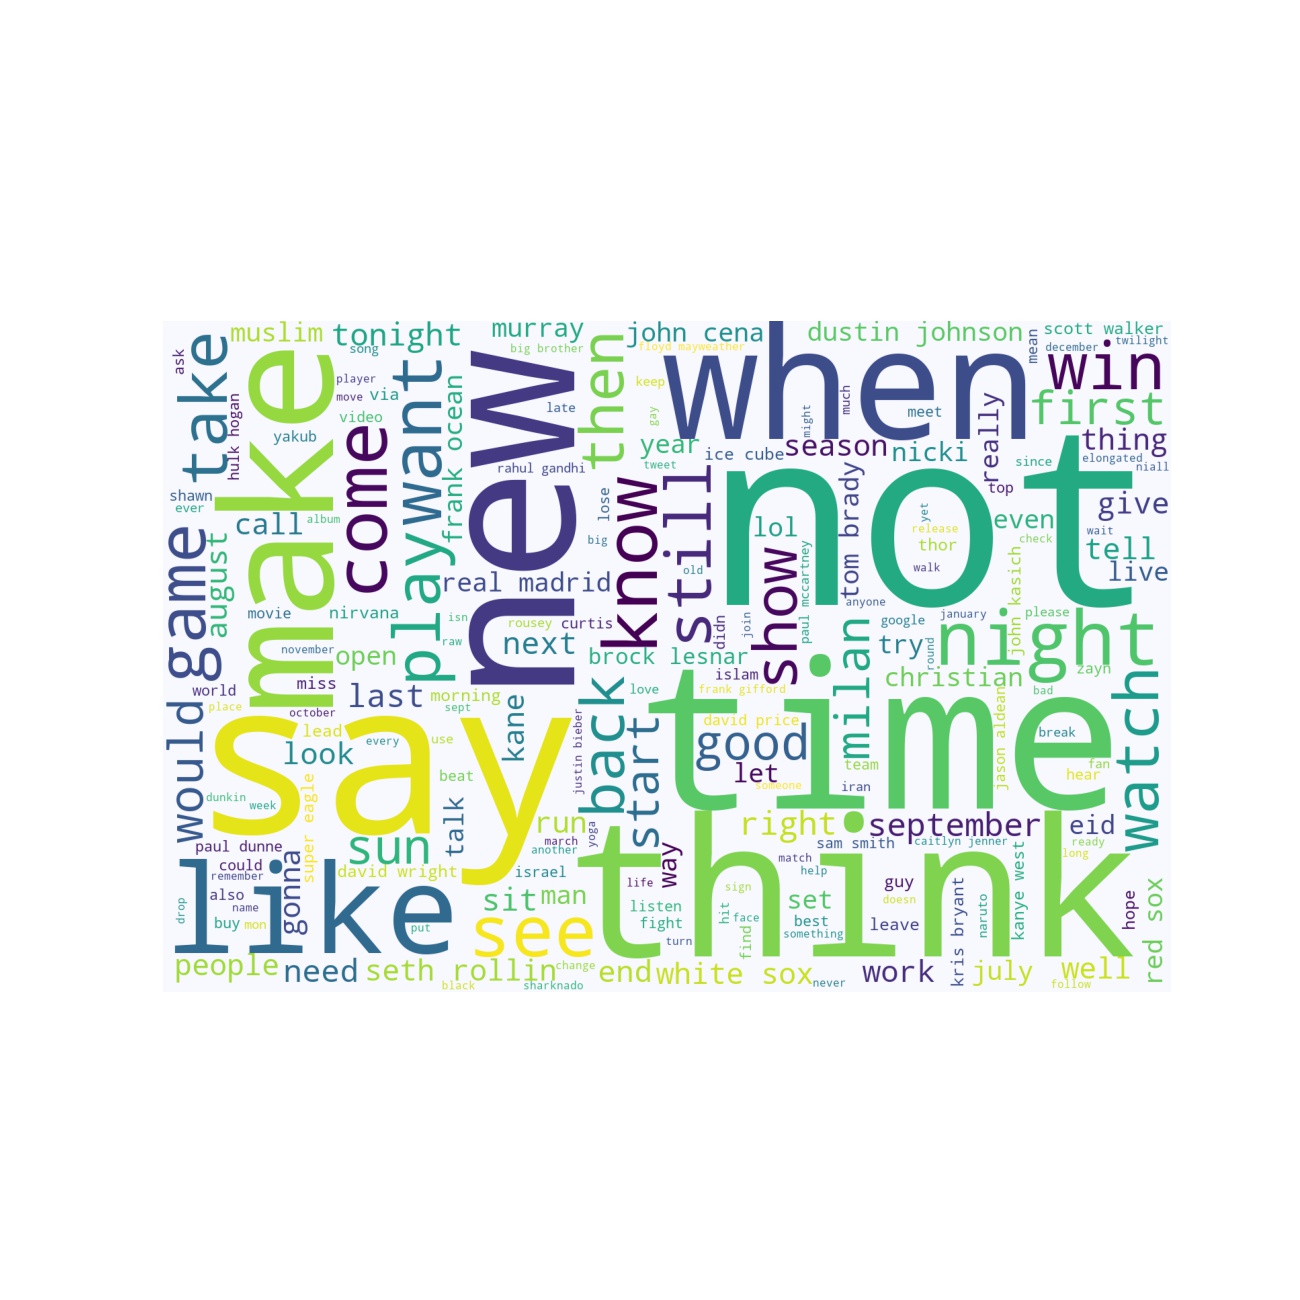 muslim
tonight
murray
john cena
dustin johnson
scott walker
twilight
december
song
big brother
floyd mayweather
mean
ask
take
make
new
then
when
win
player
keep
move
via
want
late
gay
much
meet
first
hulk hogan
video
might
really
thing
yakub
come
frank ocean
year
ice cube
season
nicki
elongated
rahul gandhi
tweet
since
niall
shawn
ever
lose
know
still
not
tom brady
top
give
call
album
lol
yet
even
august
big
release
check
wait
game
play
show
thor
tell
old
paul mccartney
walk
live
real madrid
john kasich
movie
nirvana
isn
rousey
curtis
didn
join
anyone
google
january
please
night
november
open
raw
next
brock lesnar
milan
try
round
world
miss
last
morning
back
love
islam
frank gifford
christian
zayn
bad
place
october
sept
kane
time
jason aldean
watch
would
say
lead
every
use
justin bieber
start
david price
good
break
look
let
team
fan
hear
beat
someone
iran
dunkin
week
super eagle
talk
run
yoga
right
september
eid
paul dunne
sun
march
another
think
sam smith
caitlyn jenner
ready
long
could
remember
gonna
david wright
israel
way
match
help
like
also
name
sit
man
life
sign
guy
doesn
kanye west
hope
red sox
drop
buy
mon
put
see
listen
fight
hit
face
set
best
something
leave
naruto
turn
find
kris bryant
people
need
seth rollin
change
end
white sox
work
july
well
black
sharknado
never
follow